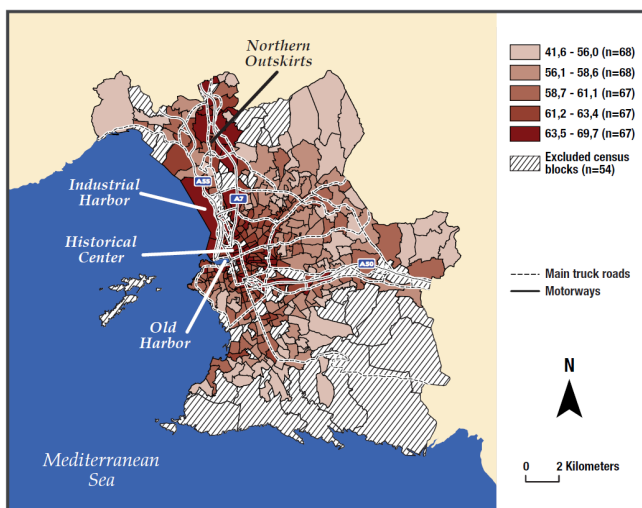 Northern
Outskirts
Industrial
Harbor
Historical
Center
Old
Harbor
Mediterranean
Sea
A55
A7
A50
41,6 - 56,0 (n=68)
56,1 - 58,6 (n=68)
58,7 - 61,1 (n=67)
61,2 - 63,4 (n=67)
63,5 - 69,7 (n=67)
Excluded census
blocks (n=54)
Main truck roads
Motorways
N
0 2 Kilometers